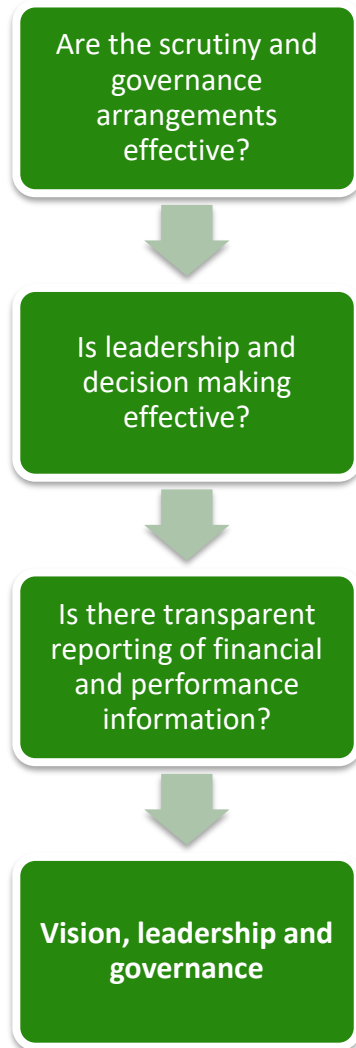 Are the scrutiny and
governance
arrangements
effective?
Is leadership and
decision making
effective?
Is there transparent
reporting of financial
and performance
information?
Vision, leadership and
governance